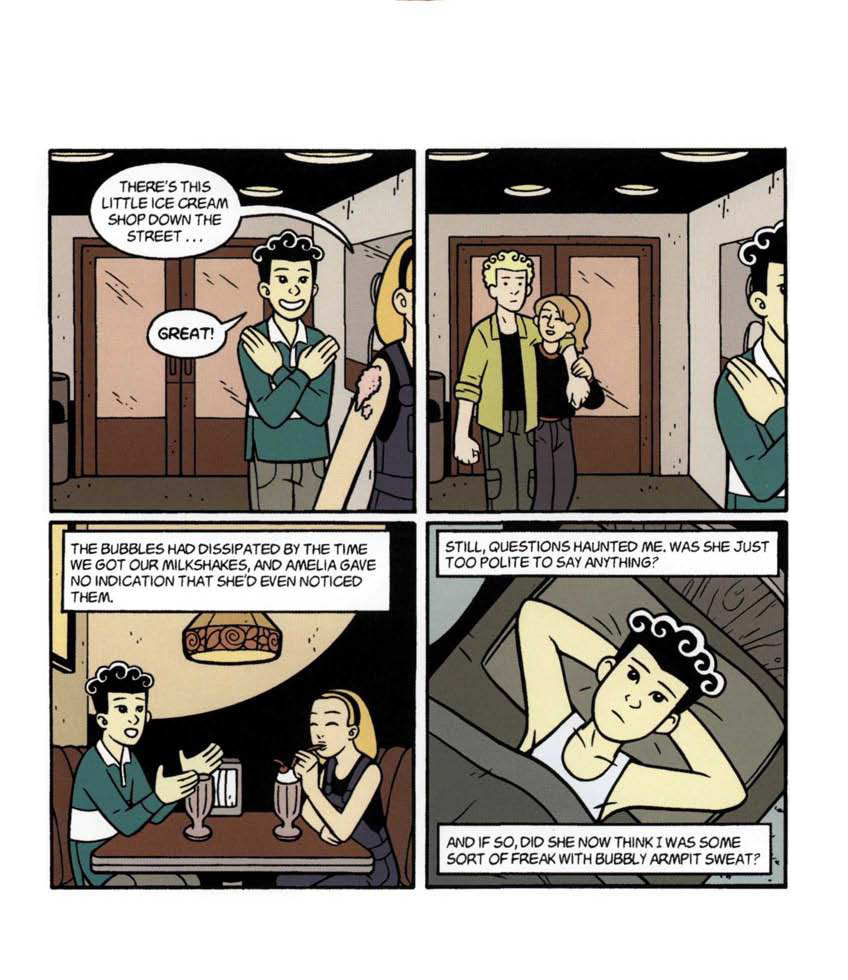 THERE'S THIS
LITTLE ICE CREAM
SHOP DOWN THE
STREET...
GREAT!
THE BUBBLES HAD DISSIPATED BY THE TIME
WE GOT OUR MILKSHAKES, AND AMELIA GAVE
NO INDICATION THAT SHE'D EVEN NOTICED
THEM.
STILL, QUESTIONS HAUNTED ME. WAS SHE JUST
TOO POLITE TO SAY ANYTHING?
AND IF SO, DID SHE NOW THINK I WAS SOME
SORT OF FREAK WITH BUBBLY ARMPIT SWEAT?